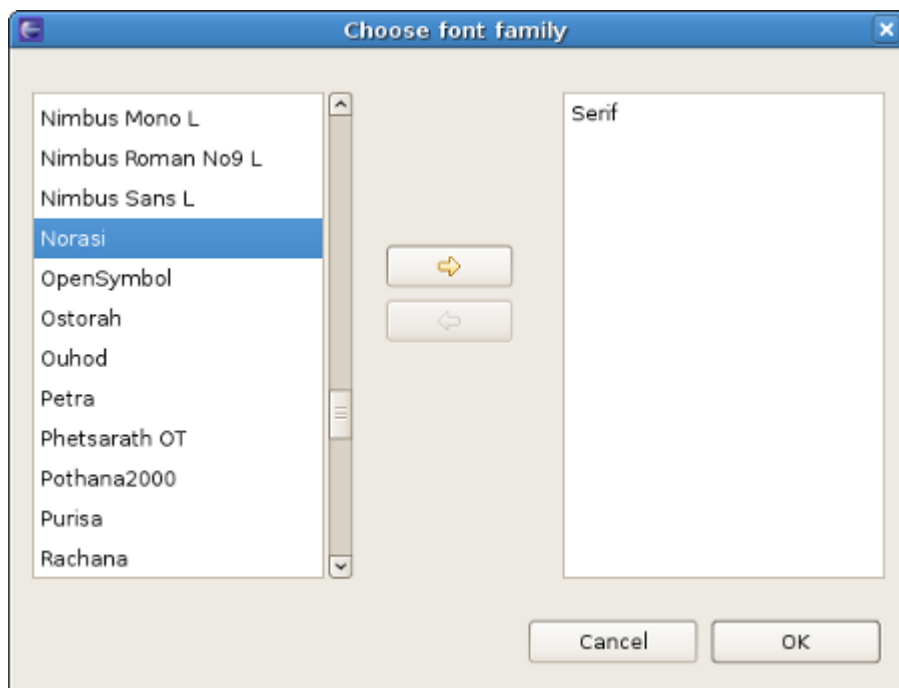 Choose font family
Nimbus Mono L
Nimbus Roman No9 L
Nimbus Sans L
Norasi
OpenSymbol
Ostorah
Ouhod
Petra
Phetsarath OT
Pothana2000
Purisa
Rachana
Serif
Cancel
OK